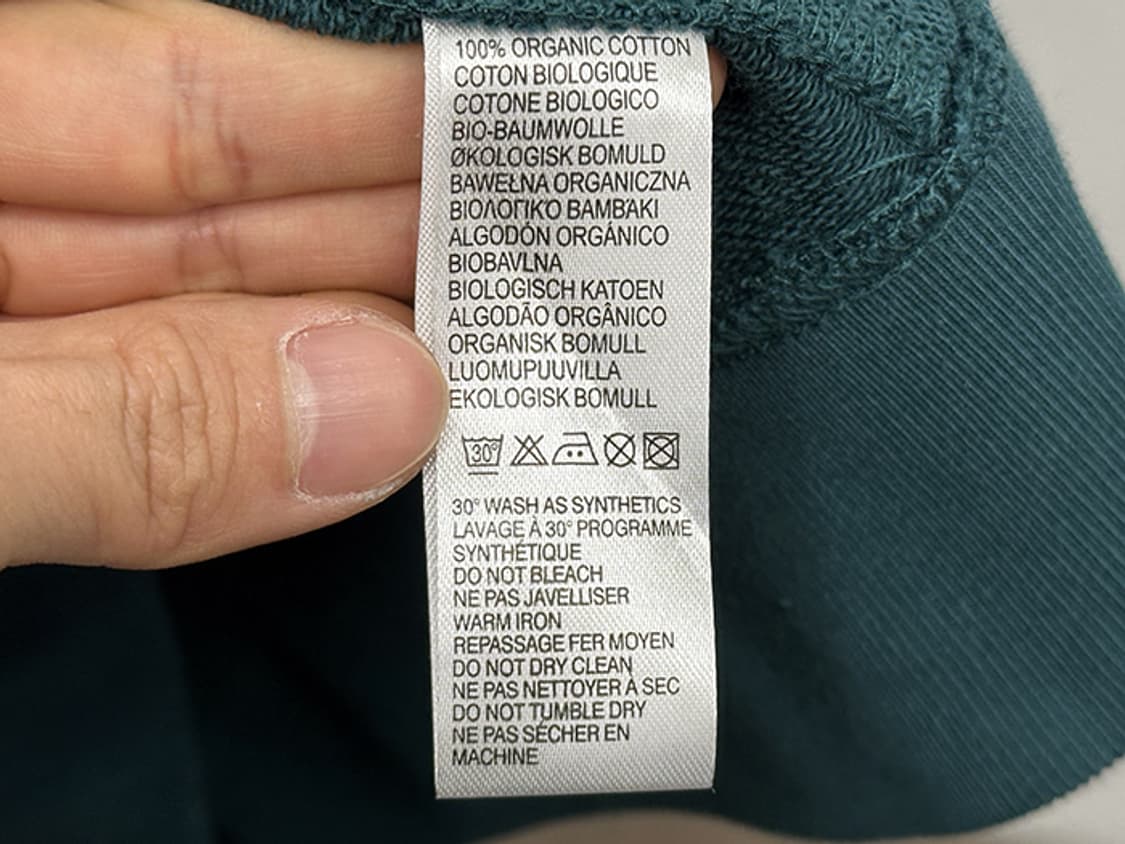 100% ORGANIC COTTON
COTON BIOLOGIQUE
COTONE BIOLOGICO
BIO-BAUMWOLLE
ØKOLOGISK BOMULD
BAWEŁNA ORGANICZNA
ΒΙΟΛΟΓΙΚΌ ΒΑΜΒΆΚΙ
ALGODÓN ORGÁNICO
BIOBAVLNA
BIOLOGISCH KATOEN
ALGODÃO ORGÂNICO
ORGANISK BOMULL
LUOMUPUUVILLA
EKOLOGISK BOMULL
30°
30° WASH AS SYNTHETICS
LAVAGE À 30° PROGRAMME
SYNTHÉTIQUE
DO NOT BLEACH
NE PAS JAVELLISER
WARM IRON
REPASSAGE FER MOYEN
DO NOT DRY CLEAN
NE PAS NETTOYER À SEC
DO NOT TUMBLE DRY
NE PAS SÉCHER EN
MACHINE